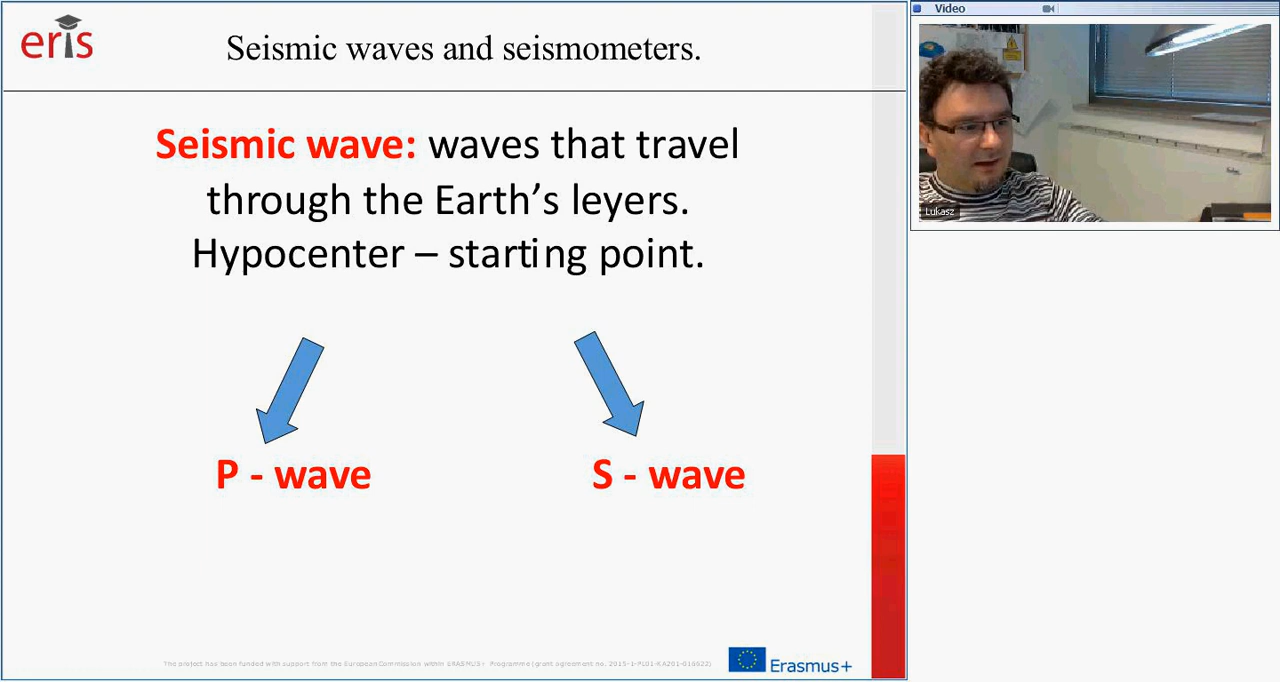 eris
Seismic waves and seismometers.
Seismic wave: waves that travel
through the Earth’s leyers.
Hypocenter – starting point.
P - wave
S - wave
The project has been funded with support from the European Commission within ERASMUS+ Programme (grant agreement no. 2015-1-PL01-KA201-016622)
Erasmus+
Video
Lukasz